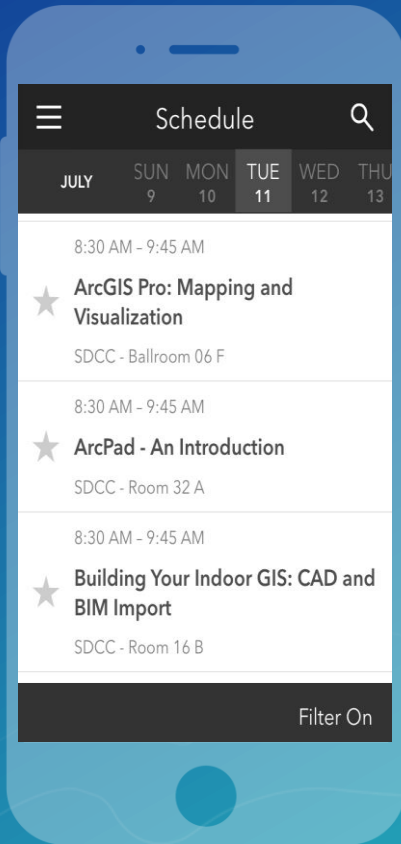 Schedule
JULY
SUN MON TUE WED THU
9 10 11 12 13
8:30 AM – 9:45 AM
ArcGIS Pro: Mapping and
Visualization
SDCC - Ballroom 06 F
8:30 AM – 9:45 AM
ArcPad - An Introduction
SDCC - Room 32 A
8:30 AM – 9:45 AM
Building Your Indoor GIS: CAD and
BIM Import
SDCC - Room 16 B
Filter On